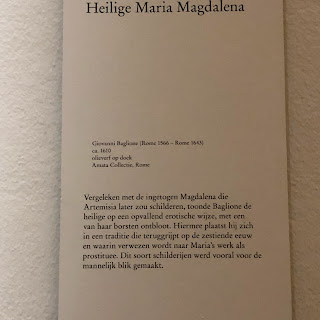 Heilige Maria Magdalena
Giovanni Baglione (Rome 1566 – Rome 1643)
ca. 1610
olieverf op doek
Amata Collectie, Rome
Vergeleken met de ingetogen Magdalena die
Artemisia later zou schilderen, toonde Baglione de
heilige op een opvallend erotische wijze, met een
van haar borsten ontbloot. Hiermee plaatst hij zich
in een traditie die teruggrijpt op de zestiende eeuw
en waarin verwezen wordt naar Maria's werk als
prostituee. Dit soort schilderijen werd vooral voor de
mannelijk blik gemaakt.